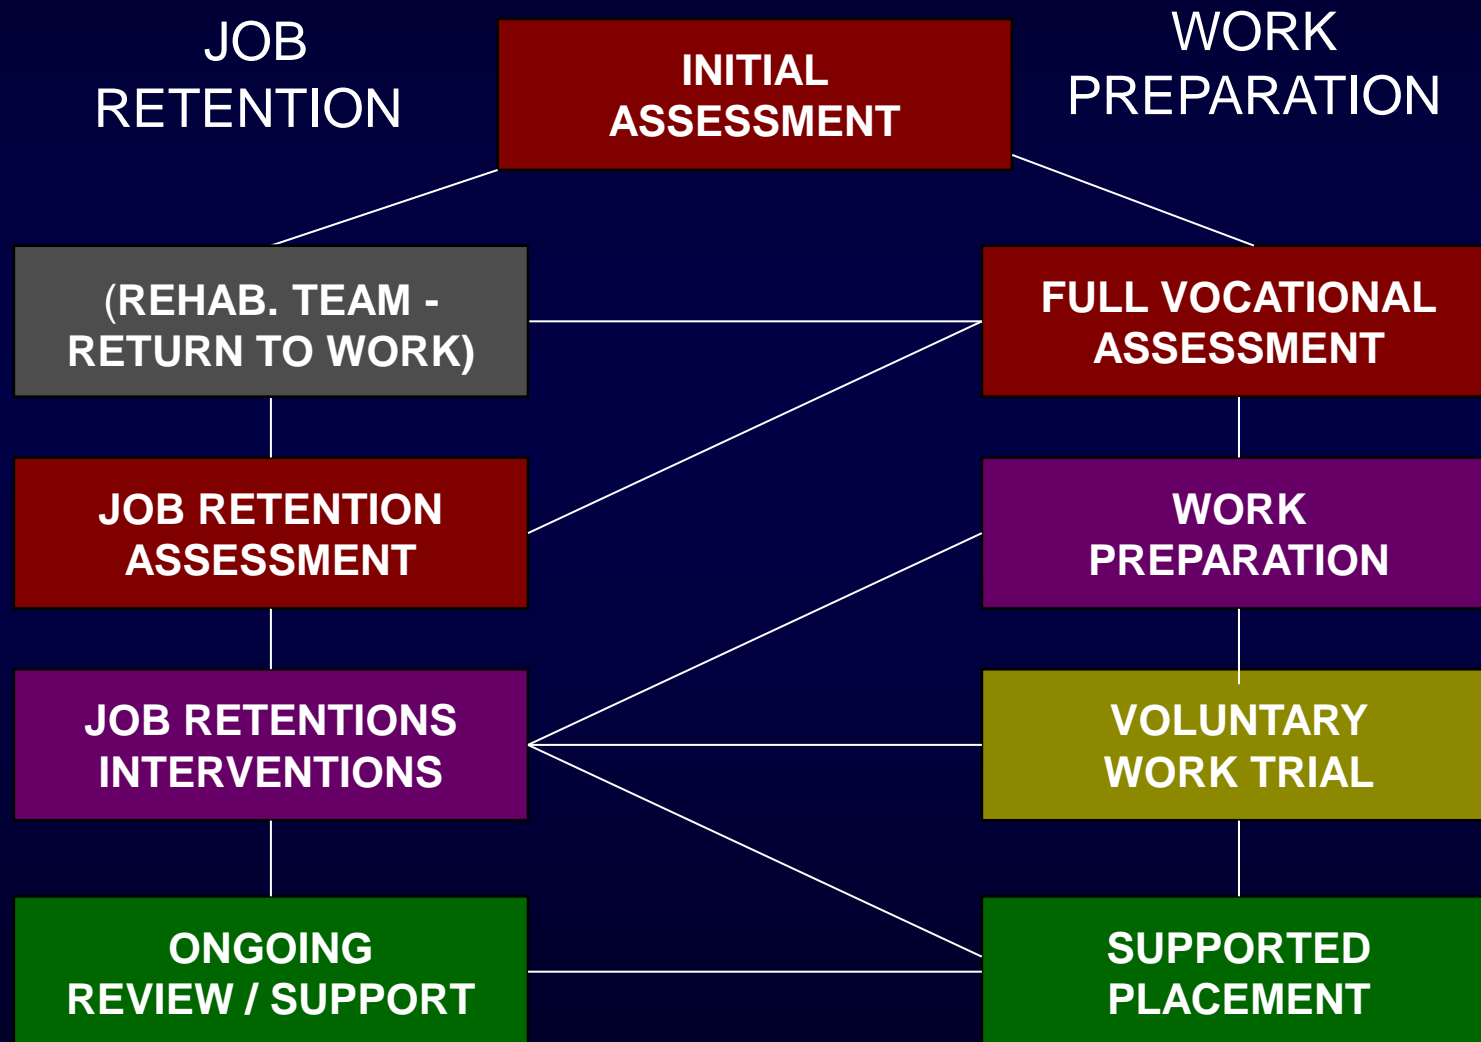 JOB
RETENTION
INITIAL
ASSESSMENT
WORK
PREPARATION
(REHAB. TEAM -
RETURN TO WORK)
FULL VOCATIONAL
ASSESSMENT
JOB RETENTION
ASSESSMENT
WORK
PREPARATION
JOB RETENTIONS
INTERVENTIONS
VOLUNTARY
WORK TRIAL
ONGOING
REVIEW / SUPPORT
SUPPORTED
PLACEMENT